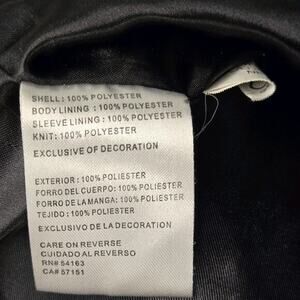 SHELL: 100% POLYESTER
BODY LINING : 100% POLYESTER
SLEEVE LINING : 100% POLYESTER
KNIT: 100% POLYESTER
EXCLUSIVE OF DECORATION
EXTERIOR : 100% POLIESTER
FORRO DEL CUERPO: 100% POLIESTER
FORRO DE LA MANGA: 100% POLIESTER
TEJIDO : 100% POLIESTER
EXCLUSIVO DE LA DECORATION
CARE ON REVERSE
CUIDADO AL REVERSO
RN# 54163
CA# 57151